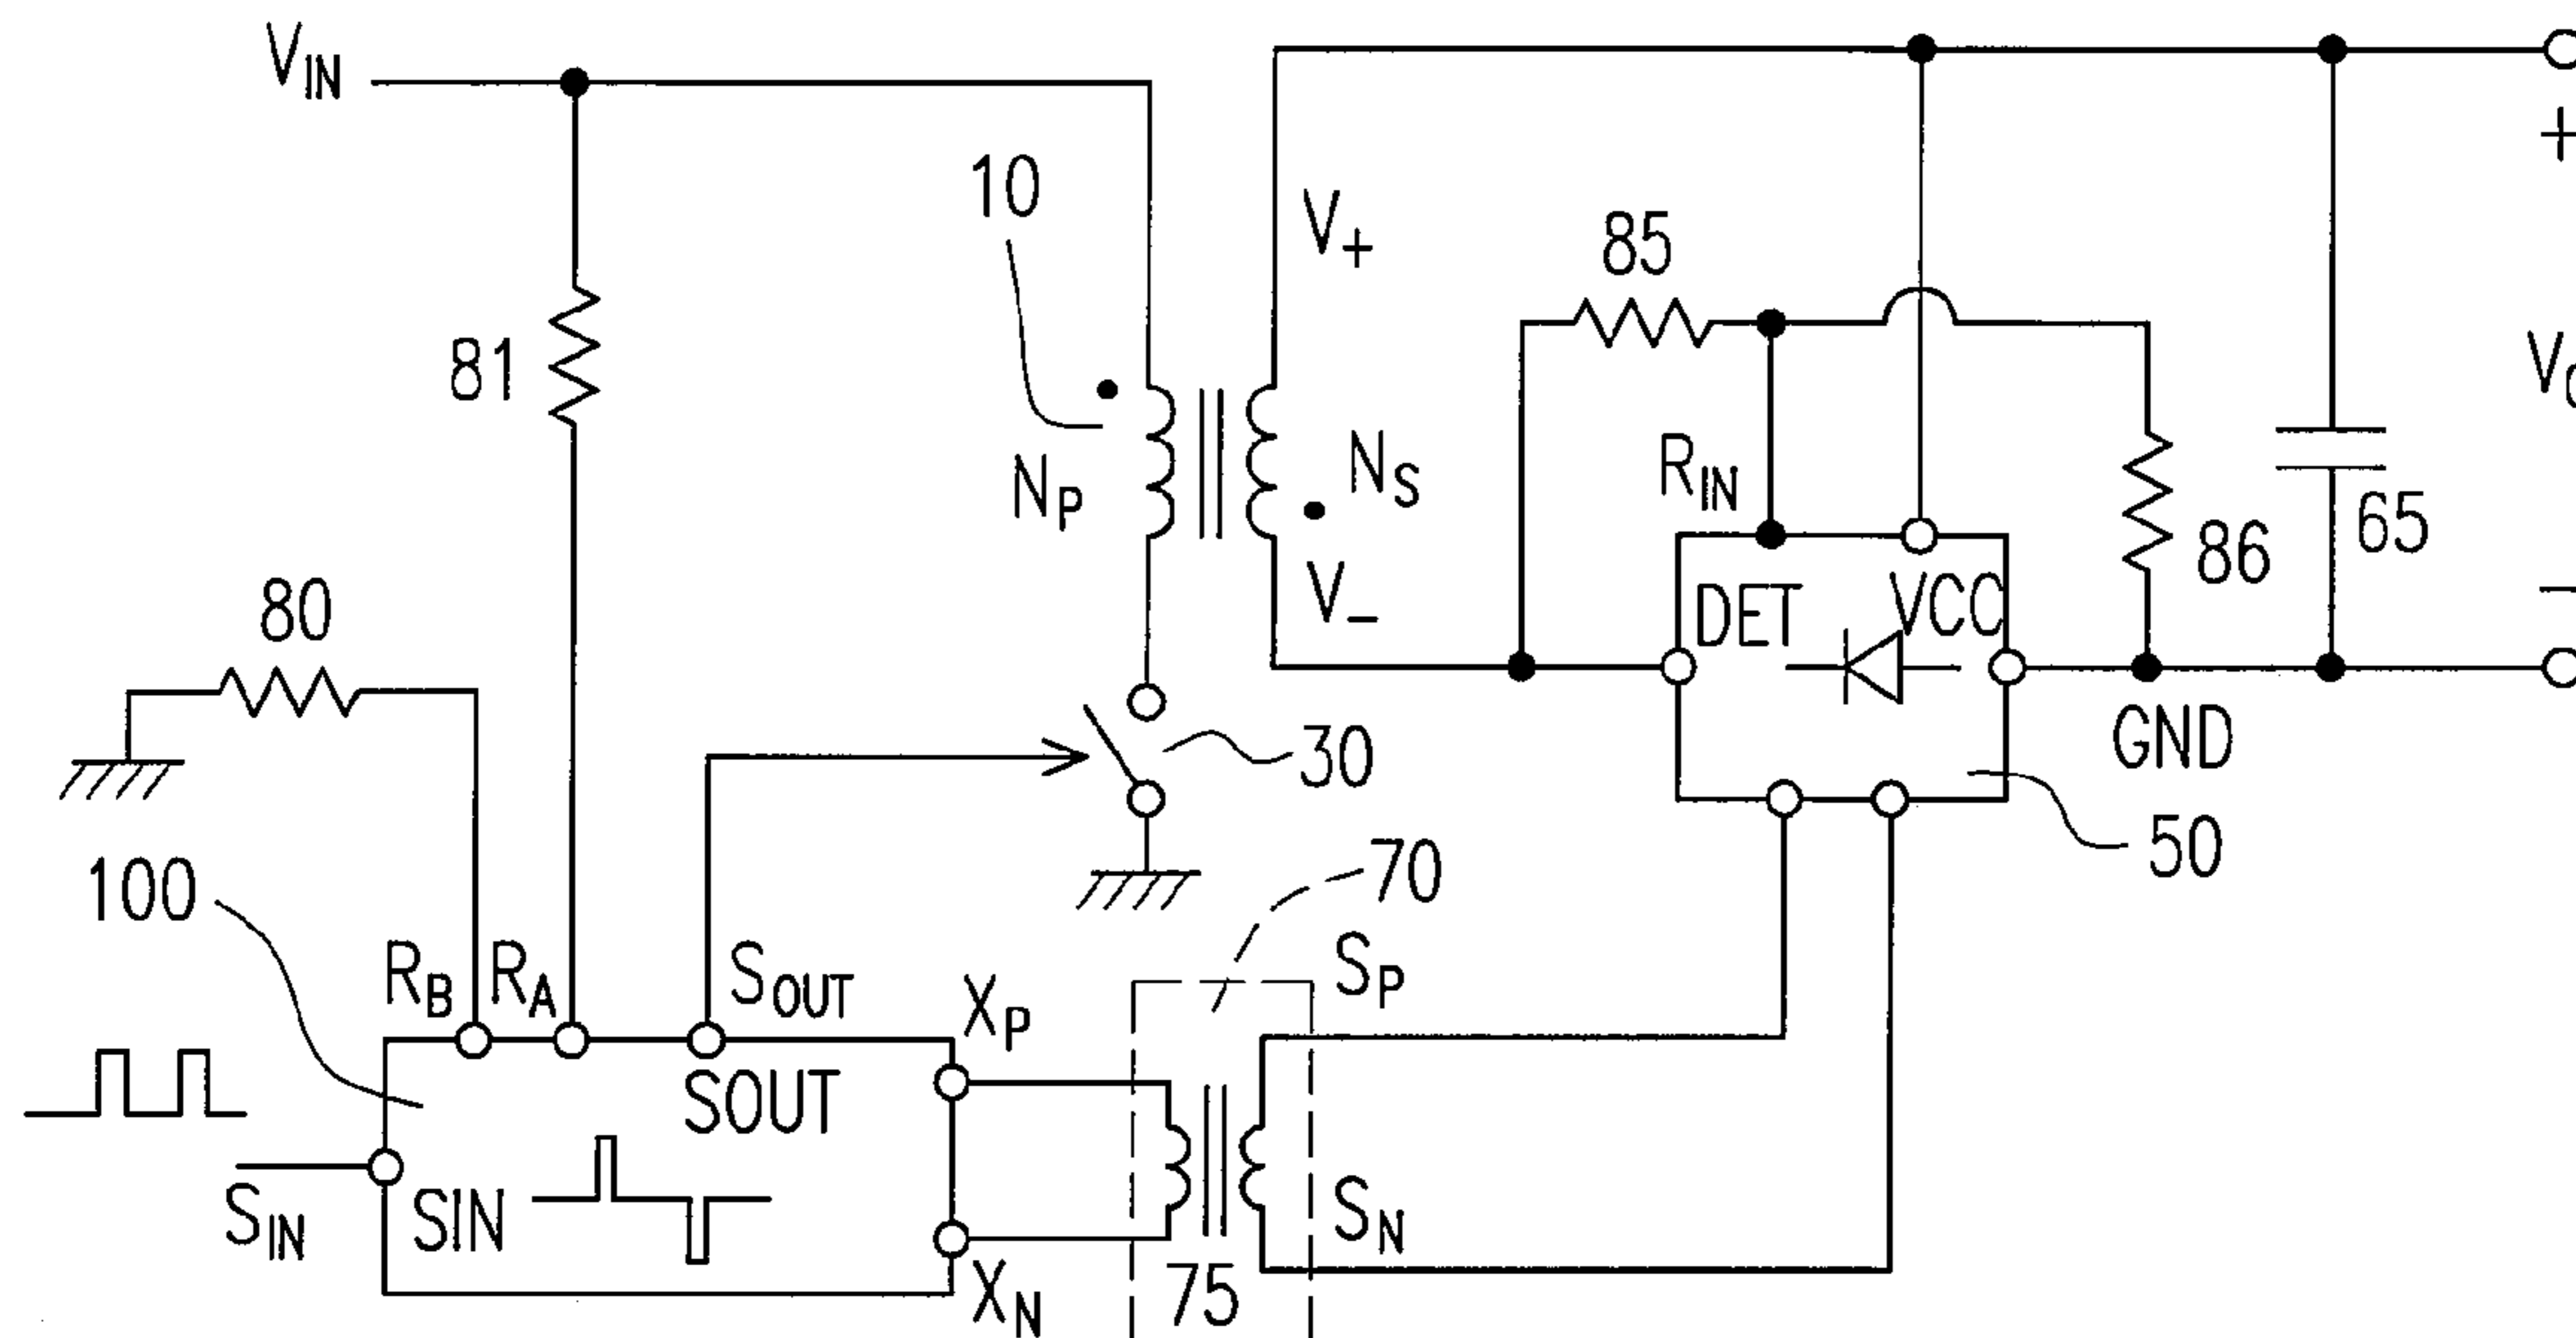 V_IN
10
V_+
85
81
N_P
N_S
R_IN
65
86
80
V_-
DET
VCC
GND
30
50
100
70
R_B
R_A
S_OUT
X_P
S_P
SOUT
S_IN
SIN
S_N
X_N
75
+
-